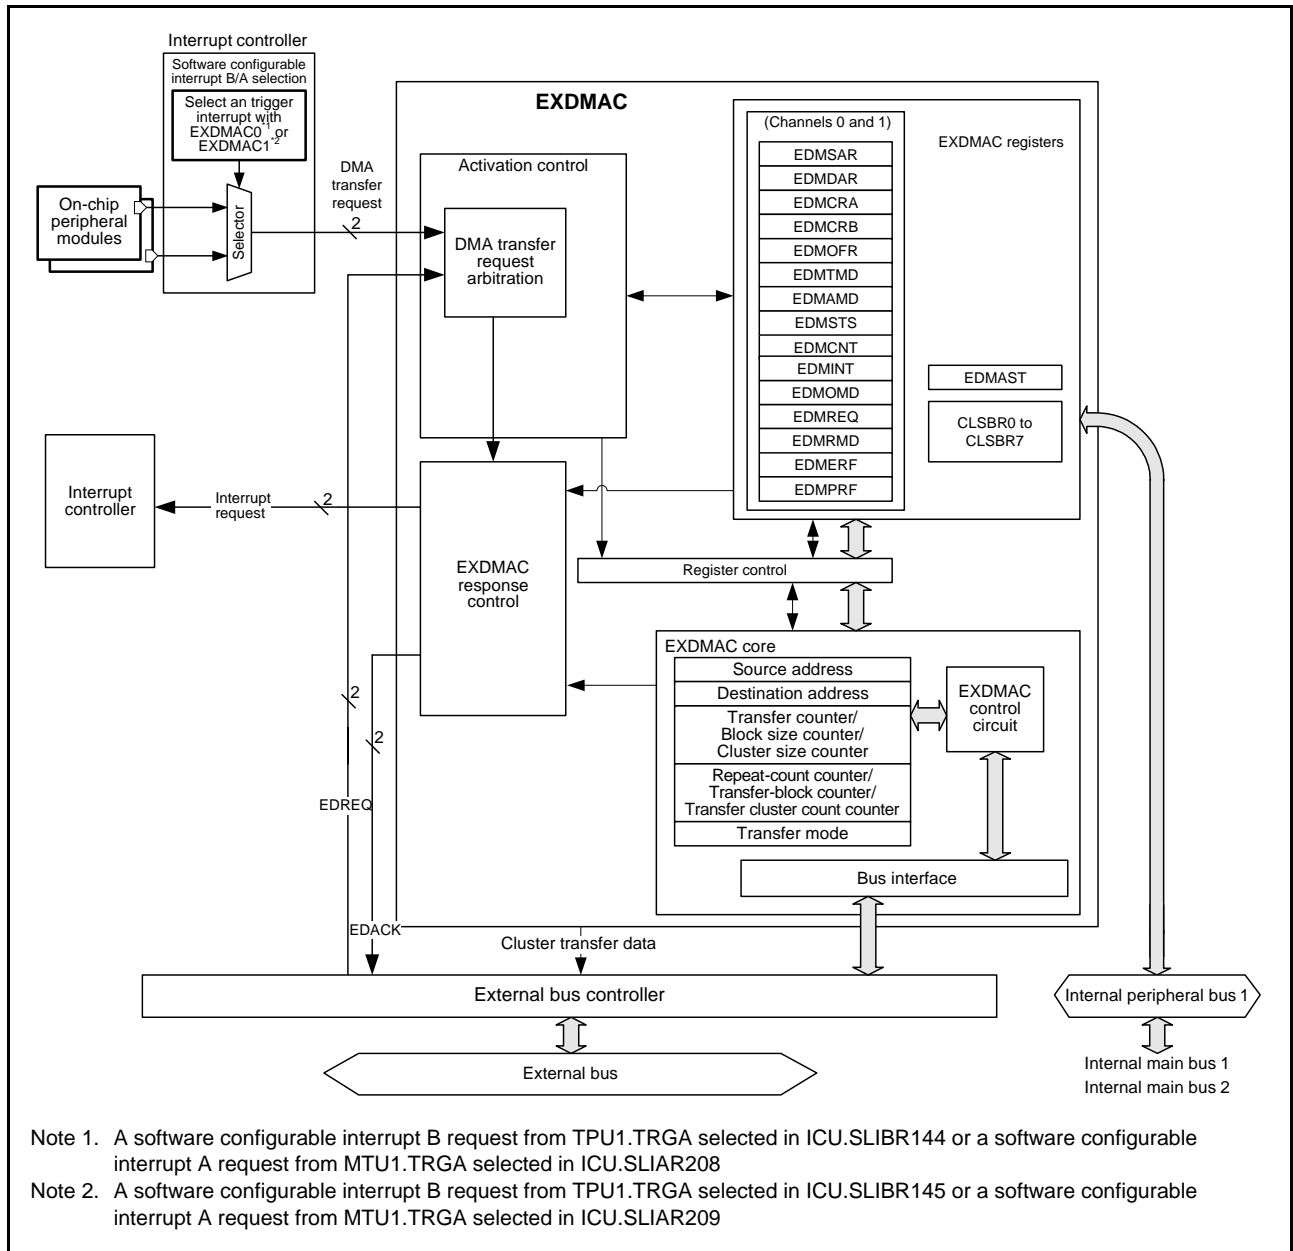 Interrupt controller
Software configurable
interrupt B/A selection
Select an trigger
interrupt with
EXDMAC0*1 or
EXDMAC1*2
On-chip
peripheral
modules
Selector
DMA
transfer
request
2
EXDMAC
Activation control
DMA transfer
request
arbitration
(Channels 0 and 1)
EXDMAC registers
EDMSAR
EDMDAR
EDMCRA
EDMCRB
EDMOFR
EDMTMD
EDMAMD
EDMSTS
EDMCNT
EDMINT
EDMOMD
EDMREQ
EDMRMD
EDMERF
EDMPRF
EDMAST
CLSBR0 to
CLSBR7
Interrupt
controller
Interrupt
request
2
EXDMAC
response
control
Register control
EXDMAC core
Source address
Destination address
Transfer counter/
Block size counter/
Cluster size counter
Repeat-count counter/
Transfer-block counter/
Transfer cluster count counter
Transfer mode
EXDMAC
control
circuit
Bus interface
2
2
EDREQ
EDACK
Cluster transfer data
External bus controller
External bus
Internal peripheral bus 1
Internal main bus 1
Internal main bus 2
Note 1. A software configurable interrupt B request from TPU1.TRGA selected in ICU.SLIBR144 or a software configurable
interrupt A request from MTU1.TRGA selected in ICU.SLIAR208
Note 2. A software configurable interrupt B request from TPU1.TRGA selected in ICU.SLIBR145 or a software configurable
interrupt A request from MTU1.TRGA selected in ICU.SLIAR209